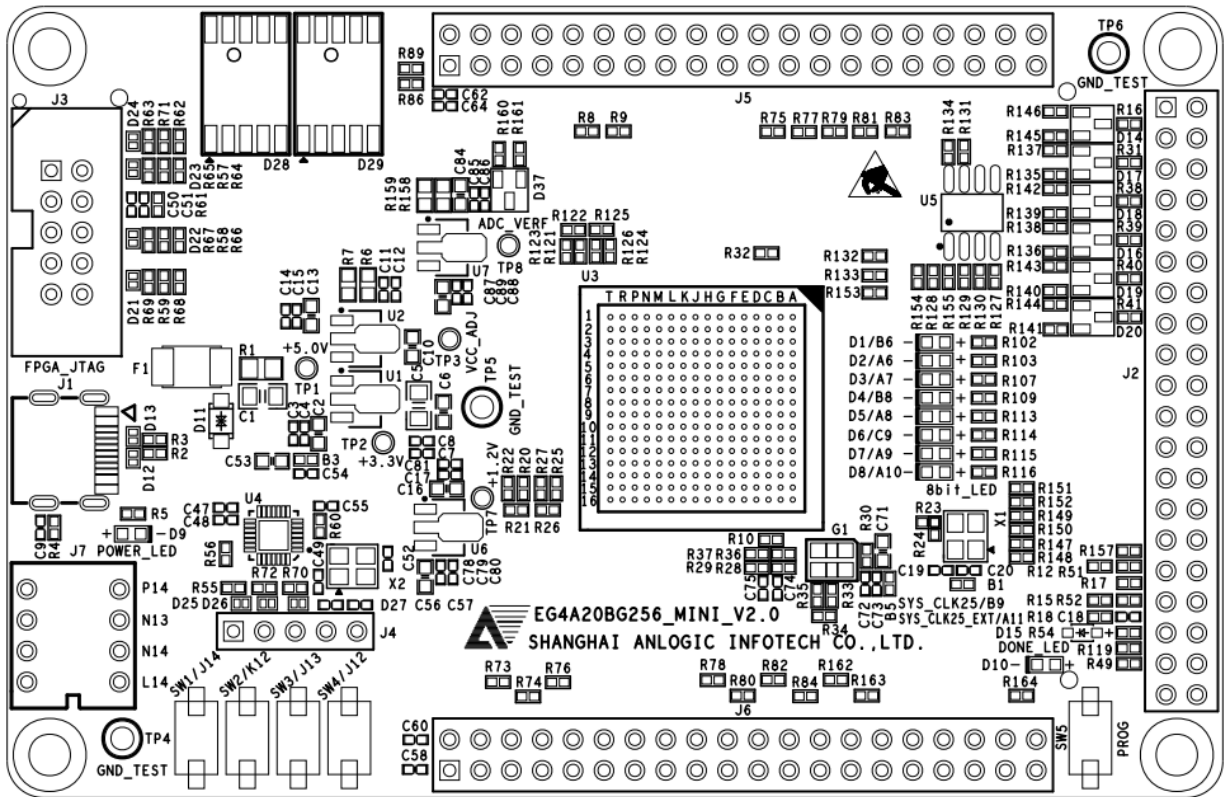 TP6
GND_TEST
J3
J5
R89
R86
C62
C64
D24
R63
R71
R62
D28
D29
R160
R161
R8
R9
R75
R77
R79
R81
R83
R134
R131
R146
R16
R145
D14
R137
R31
D23
R65
R57
R64
C84
C85
C86
R159
R158
D37
R135
D17
R142
R38
C50
C51
R61
U5
R139
D18
R138
R39
D22
R67
R58
R66
ADC_VERF
R122
R125
R123
R121
R126
R124
R136
D16
R143
R40
R7
R6
C11
C12
U7
TP8
U3
R32
R132
R133
R153
R140
D19
R144
R41
D21
R69
R59
R68
C14
C15
C13
C87
C89
C88
T R P N M L K J H G F E D C B A
R154
R128
R155
R129
R130
R127
R141
D20
1
2
3
4
5
6
7
8
9
10
11
12
13
14
15
16
U2
C10
TP3
VCC_ADJ
FPGA_JTAG
F1
R1
+5.0V
TP1
U1
C5
C6
TP5
GND_TEST
D1/B6 - + R102
D2/A6 - + R103
D3/A7 - + R107
D4/B8 - + R109
D5/A8 - + R113
D6/C9 - + R114
D7/A9 - + R115
D8/A10 - + R116
8bit_LED
J2
J1
D13
R3
R2
D12
D11
C1
C3
C4
C2
TP2
+3.3V
C8
C7
C81
C17
C16
+1.2V
R22
R20
R27
R25
C53
B3
C54
R21
R26
TP7
U6
R151
R152
R149
R150
R147
R148
X1
R23
R24
C47
C48
U4
C55
R60
R5
+ -D9
POWER_LED
C9
R4
R56
C49
X2
C52
C78
C79
C80
R10
R37
R36
R29
R28
G1
R30
C71
C19
C20
B1
R157
R12
R51
R17
J7
P14
N13
N14
L14
R55
R72
R70
D25
D26
D27
C56
C57
C75
C74
R35
R33
R34
C72
C73
B5
SYS_CLK25/B9
SYS_CLK25_EXT/A11
R15
R52
R18
C18
D15
R54
DONE_LED
R119
D10- +
R49
J4
EG4A20BG256_MINI_V2.0
SHANGHAI ANLOGIC INFOTECH CO.,LTD.
SW1/J14
SW2/K12
SW3/J13
SW4/J12
R73
R74
R76
R78
R80
R82
R84
R162
R163
R164
J6
TP4
GND_TEST
C60
C58
SW5
PROG